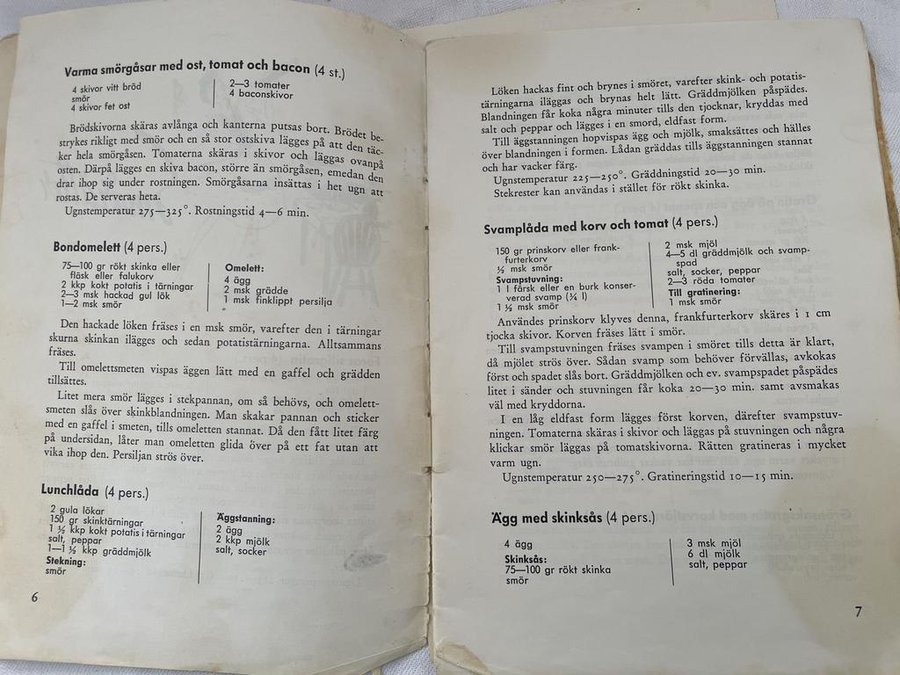 Varma smörgåsar med ost, tomat och bacon (4 st.)
4 skivor vitt bröd
smör
4 skivor fet ost
2—3 tomater
4 baconskivor
Brödskivorna skäras avlånga och kanterna putsas bort. Brödet be-
strykes rikligt med smör och en så stor ostskiva lägges på att den täc-
ker hela smörgåsen. Tomaterna skäras i skivor och läggas ovanpå
osten. Därpå lägges en skiva bacon, större än smörgåsen, emedan den
drar ihop sig under rostningen. Smörgåsarna insättas i het ugn att
rostas. De serveras heta.
Ugnstemperatur 275—325°. Rostningstid 4—6 min.
Bondomelett (4 pers.)
75—100 gr rökt skinka eller
fläsk eller falukorv
2 kkp kokt potatis i tärningar
2—3 msk hackad gul lök
1—2 msk smör
Omelett:
4 ägg
2 msk grädde
1 msk finklippt persilja
Den hackade löken fräses i en msk smör, varefter den i tärningar
skurna skinkan ilägges och sedan potatistärningarna. Alltsammans
fräses.
Till omelettsmeten vispas äggen lätt med en gaffel och grädden
tillsättes.
Litet mera smör lägges i stekpannan, om så behövs, och omelett-
smeten slås över skinkblandningen. Man skakar pannan och sticker
med en gaffel i smeten, tills omeletten stannat. Då den fått litet färg
på undersidan, låter man omeletten glida över på ett fat utan att
vika ihop den. Persiljan strös över.
Lunchlåda (4 pers.)
2 gula lökar
150 gr skinktärningar
1 ½ kkp kokt potatis i tärningar
salt, peppar
1—1 ½ kkp gräddmjölk
Stekning:
smör
Äggstanning:
2 ägg
2 kkp mjölk
salt, socker
6
Löken hackas fint och brynes i smöret, varefter skink- och potatis-
tärningarna iläggas och brynas helt lätt. Gräddmjölken påspädes.
Blandningen får koka några minuter tills den tjocknar, kryddas med
salt och peppar och lägges i en smord, eldfast form.
Till äggstanningen hopvispas ägg och mjölk, smaksättes och hälles
över blandningen i formen. Lådan gräddas tills äggstanningen stannat
och har vacker färg.
Ugnstemperatur 225—250°. Gräddningstid 20—30 min.
Stekrester kan användas i stället för rökt skinka.
Svamplåda med korv och tomat (4 pers.)
150 gr prinskorv eller frank-
furterkorv
½ msk smör
Svampstuvning:
1 l färsk eller en burk konser-
verad svamp (¼ l)
1 ½ msk smör
2 msk mjöl
4—5 dl gräddmjölk och svamp-
spad
salt, socker, peppar
2—3 röda tomater
Till gratinering:
1 msk smör
Användes prinskorv klyves denna, frankfurterkorv skäres i 1 cm
tjocka skivor. Korven fräses lätt i smör.
Till svampstuvningen fräses svampen i smöret tills detta är klart,
då mjölet strös över. Sådan svamp som behöver förvällas, avkokas
först och spadet slås bort. Gräddmjölken och ev. svampspadet påspädes
litet i sänder och stuvningen får koka 20—30 min. samt avsmakas
väl med kryddorna.
I en låg eldfast form lägges först korven, därefter svampstuv-
ningen. Tomaterna skäras i skivor och läggas på stuvningen och några
klickar smör läggas på tomatskivorna. Rätten gratineras i mycket
varm ugn.
Ugnstemperatur 250—275°. Gratineringstid 10—15 min.
Ägg med skinksås (4 pers.)
4 ägg
Skinksås:
75—100 gr rökt skinka
smör
3 msk mjöl
6 dl mjölk
salt, peppar
7